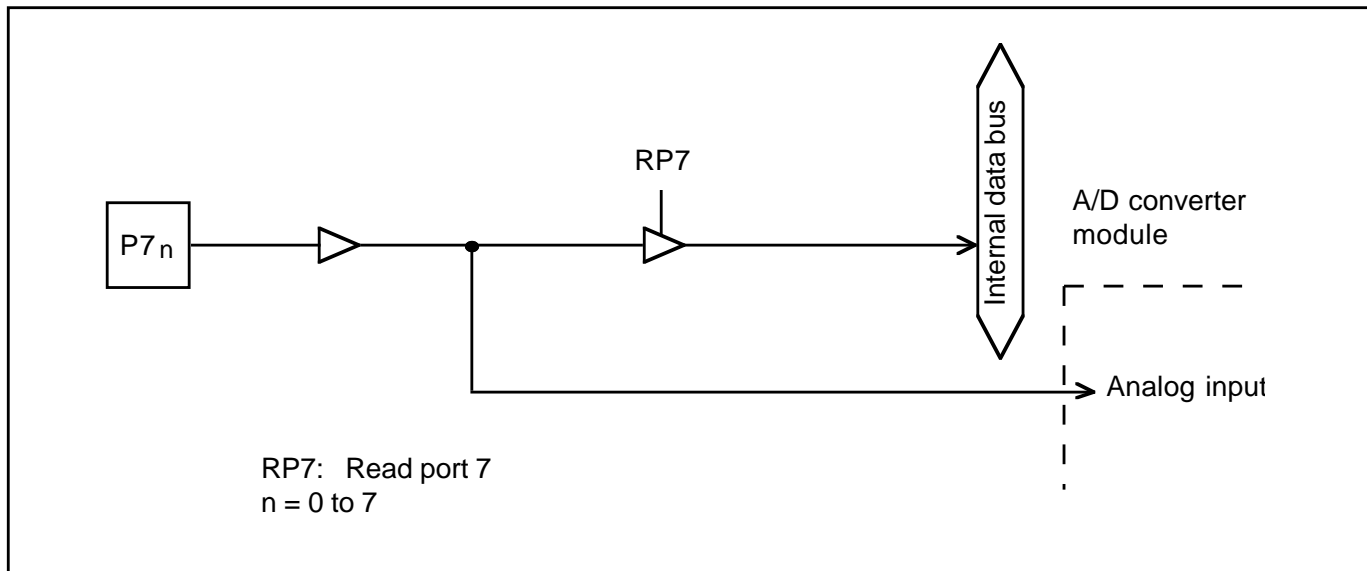 RP7
Internal data bus
A/D converter
module
P7n
Analog input
RP7: Read port 7
n = 0 to 7